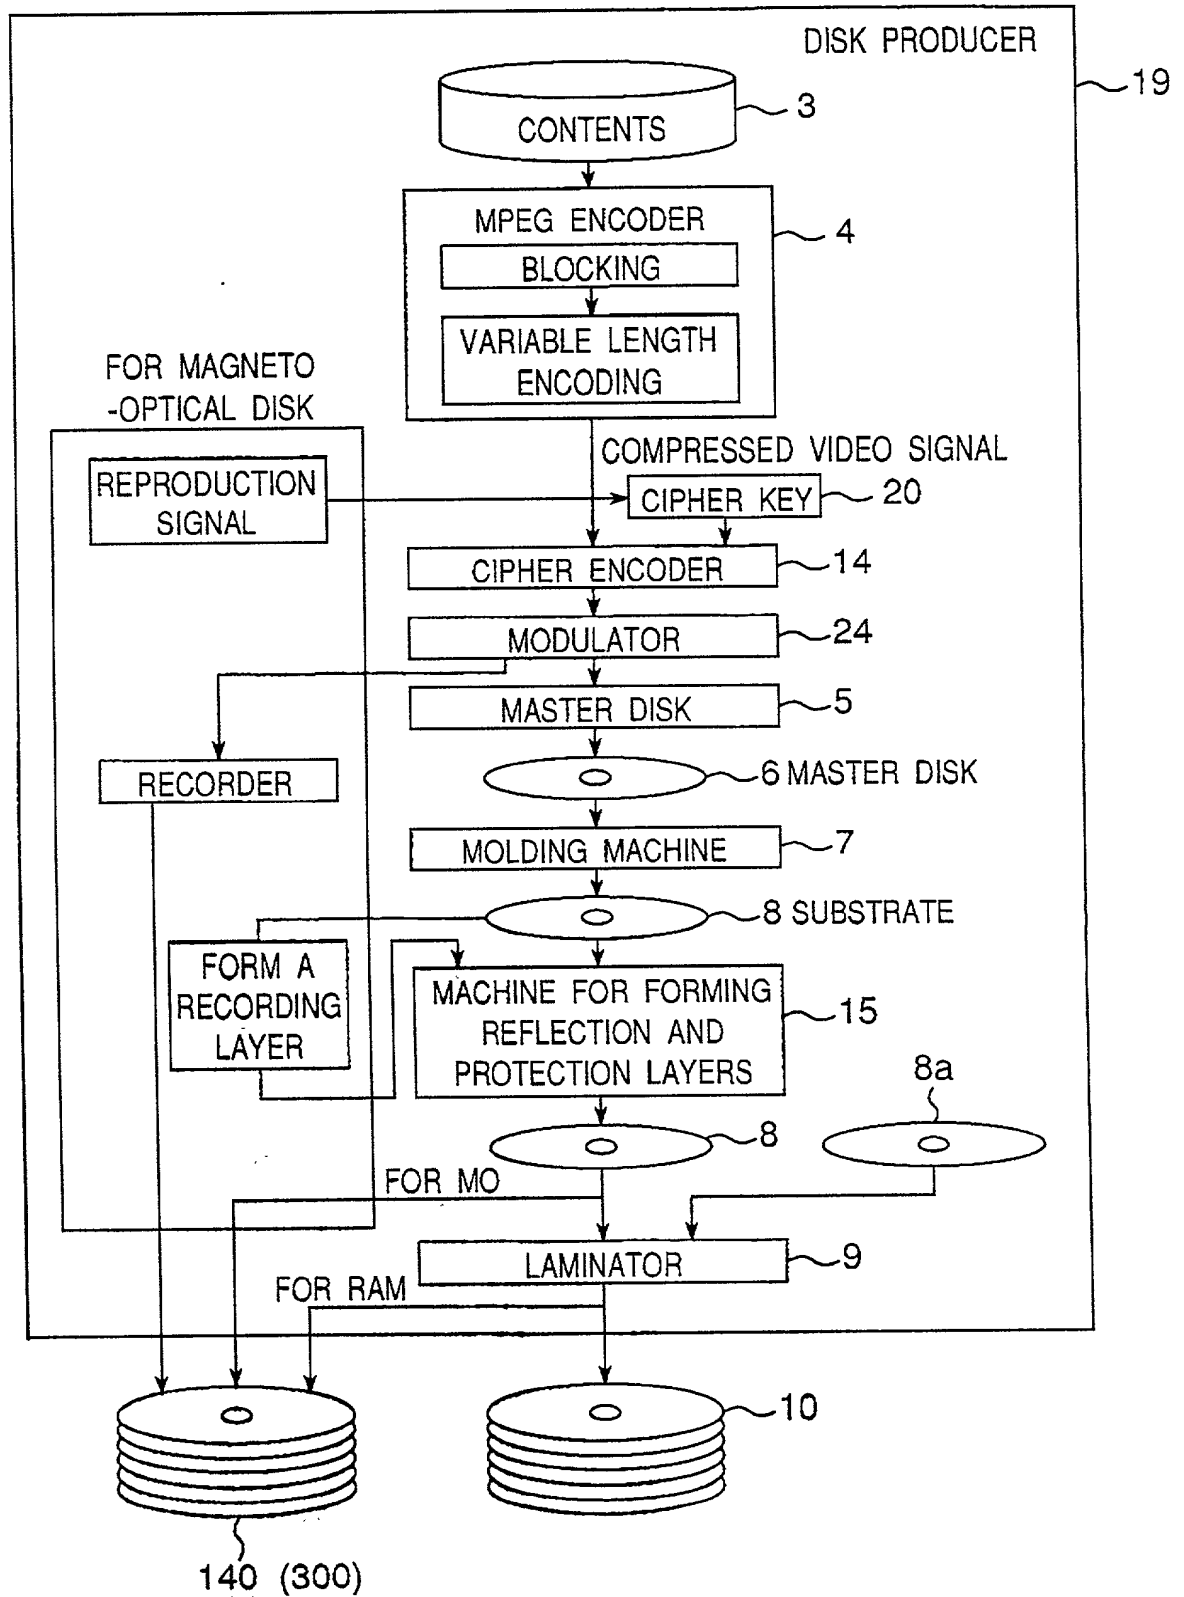 DISK PRODUCER
19
3
CONTENTS
MPEG ENCODER
4
BLOCKING
VARIABLE LENGTH
ENCODING
FOR MAGNETO
-OPTICAL DISK
COMPRESSED VIDEO SIGNAL
REPRODUCTION
SIGNAL
CIPHER KEY
20
CIPHER ENCODER
14
MODULATOR
24
MASTER DISK
5
RECORDER
6 MASTER DISK
MOLDING MACHINE
7
8 SUBSTRATE
FORM A
RECORDING
LAYER
MACHINE FOR FORMING
REFLECTION AND
PROTECTION LAYERS
15
8a
8
FOR MO
LAMINATOR
9
FOR RAM
10
140 (300)